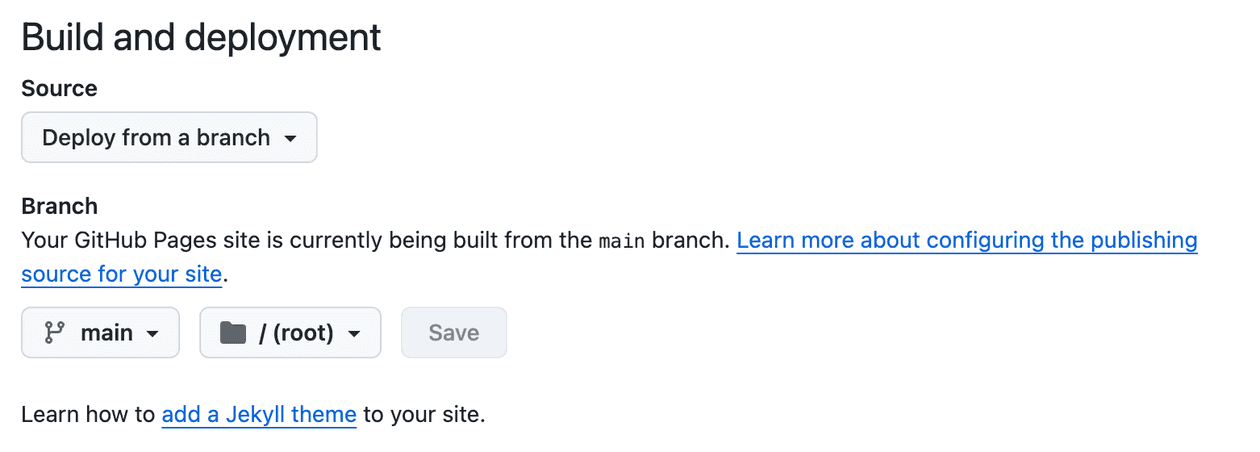 Build and deployment
Source
Deploy from a branch
Branch
Your GitHub Pages site is currently being built from the main branch. Learn more about configuring the publishing
source for your site.
main / (root) Save
Learn how to add a Jekyll theme to your site.